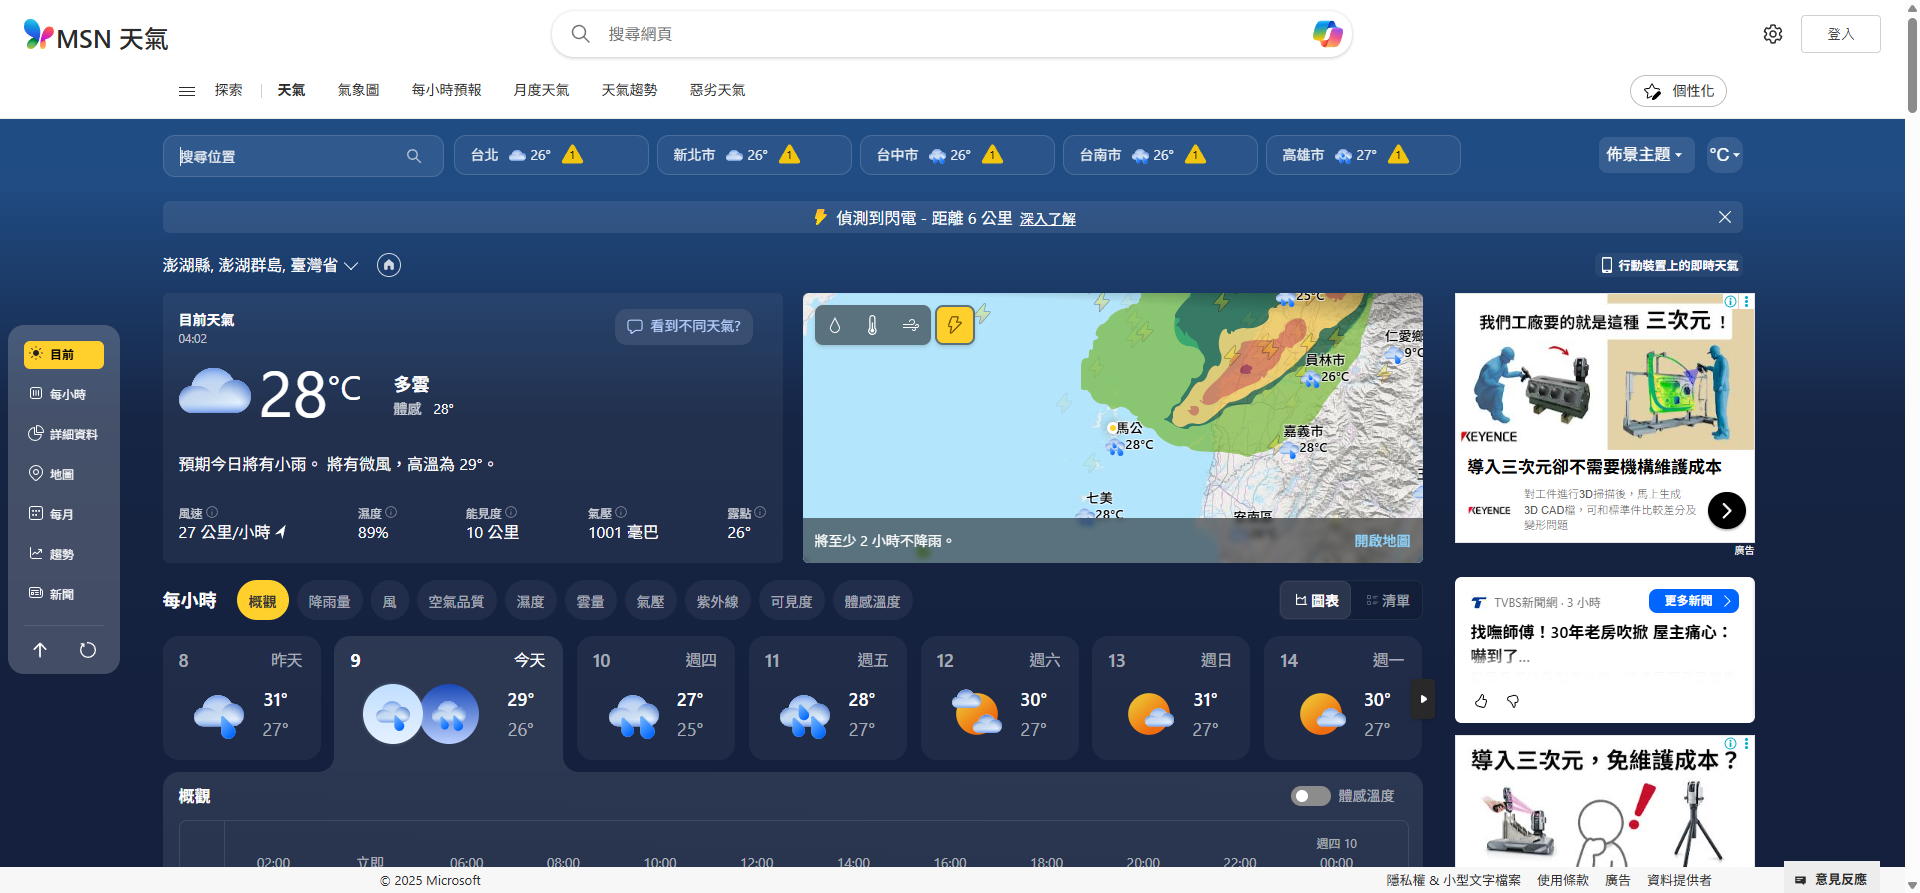 MSN 天氣
搜尋網頁
登入
探索
天氣
氣象圖
每小時預報
月度天氣
天氣趨勢
惡劣天氣
個性化
搜尋位置
台北 26° 1
新北市 26° 1
台中市 26° 1
台南市 26° 1
高雄市 27° 1
佈景主題
°C
偵測到閃電 - 距離 6 公里 深入了解
澎湖縣, 澎湖群島, 臺灣省
行動裝置上的即時天氣
目前
每小時
詳細資料
地圖
每月
趨勢
新聞
目前天氣
04:02
看到不同天氣?
28°C
多雲
體感 28°
預期今日將有小雨。 將有微風，高溫為 29°。
風速
27 公里/小時
濕度
89%
能見度
10 公里
氣壓
1001 毫巴
露點
26°
25°C
仁愛鄉
9°C
員林市
26°C
馬公
28°C
嘉義市
28°C
七美
28°C
安南區
將至少 2 小時不降雨。
開啟地圖
我們工廠要的就是這種 三次元 !
KEYENCE
導入三次元卻不需要機構維護成本
KEYENCE
對工件進行3D掃描後，馬上生成
3D CAD檔，可和標準件比較差分及
變形問題
廣告
每小時
概觀
降雨量
風
空氣品質
濕度
雲量
氣壓
紫外線
可見度
體感溫度
圖表
清單
8 昨天
31°
27°
9 今天
29°
26°
10 週四
27°
25°
11 週五
28°
27°
12 週六
30°
27°
13 週日
31°
27°
14 週一
30°
27°
TVBS新聞網 · 3 小時
更多新聞
找嘸師傅！30年老房吹掀 屋主痛心：
嚇到了...
導入三次元，免維護成本？
概觀
體感溫度
週四 10
02:00
立即
06:00
08:00
10:00
12:00
14:00
16:00
18:00
20:00
22:00
00:00
© 2025 Microsoft
隱私權 & 小型文字檔案
使用條款
廣告
資料提供者
意見反應